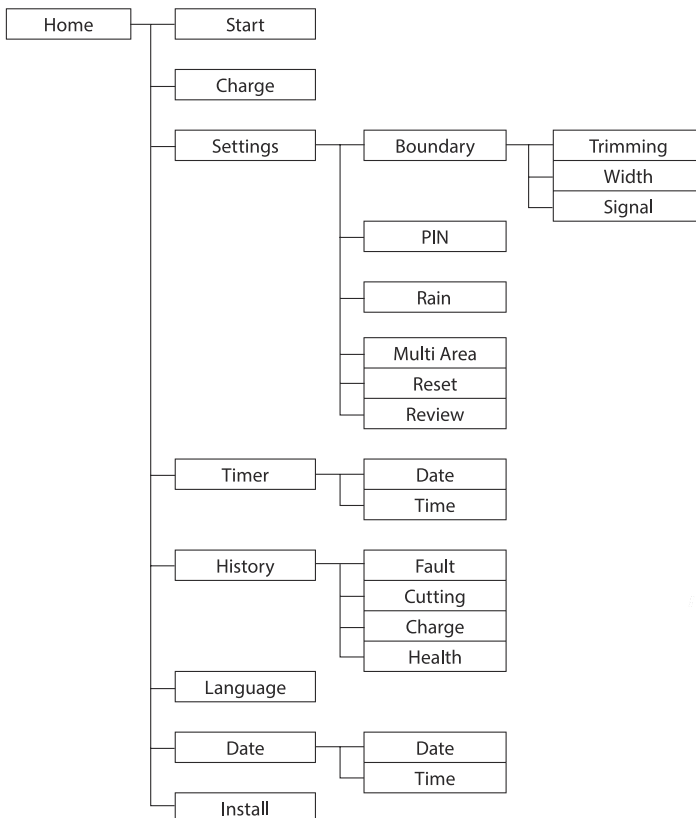 Home
Start
Charge
Settings
Boundary
Trimming
Width
Signal
PIN
Rain
Multi Area
Reset
Review
Timer
Date
Time
History
Fault
Cutting
Charge
Health
Language
Date
Date
Time
Install